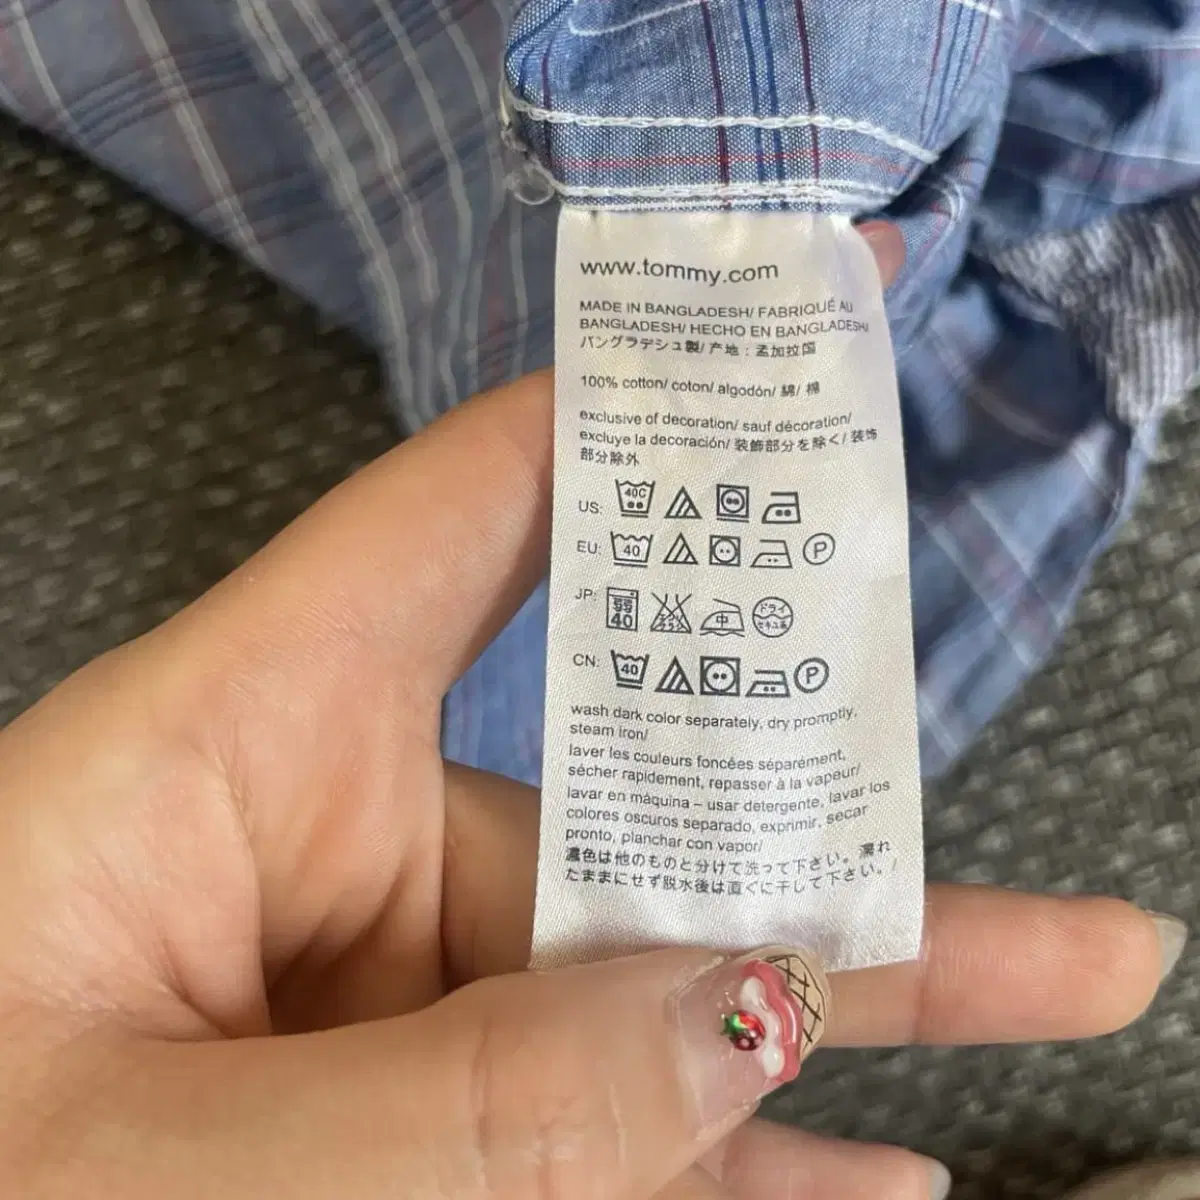 www.tommy.com
MADE IN BANGLADESH/ FABRIQUÉ AU
BANGLADESH/ HECHO EN BANGLADESH/
バングラデシュ製/ 产地：孟加拉国
100% cotton/ coton/ algodón/ 綿/ 棉
exclusive of decoration/ sauf décoration/
excluye la decoración/ 装飾部分を除く/ 装饰
部分除外
US: 40C
EU: 40 P
JP: 40 中 ドライ セキユ系
CN: 40 P
wash dark color separately, dry promptly,
steam iron/
laver les couleurs foncées séparément,
sécher rapidement, repasser à la vapeur/
lavar en máquina – usar detergente, lavar los
colores oscuros separado, exprimir, secar
pronto, planchar con vapor/
濃色は他のものと分けて洗って下さい。濡れ
たままにせず脱水後は直ぐに干して下さい。/